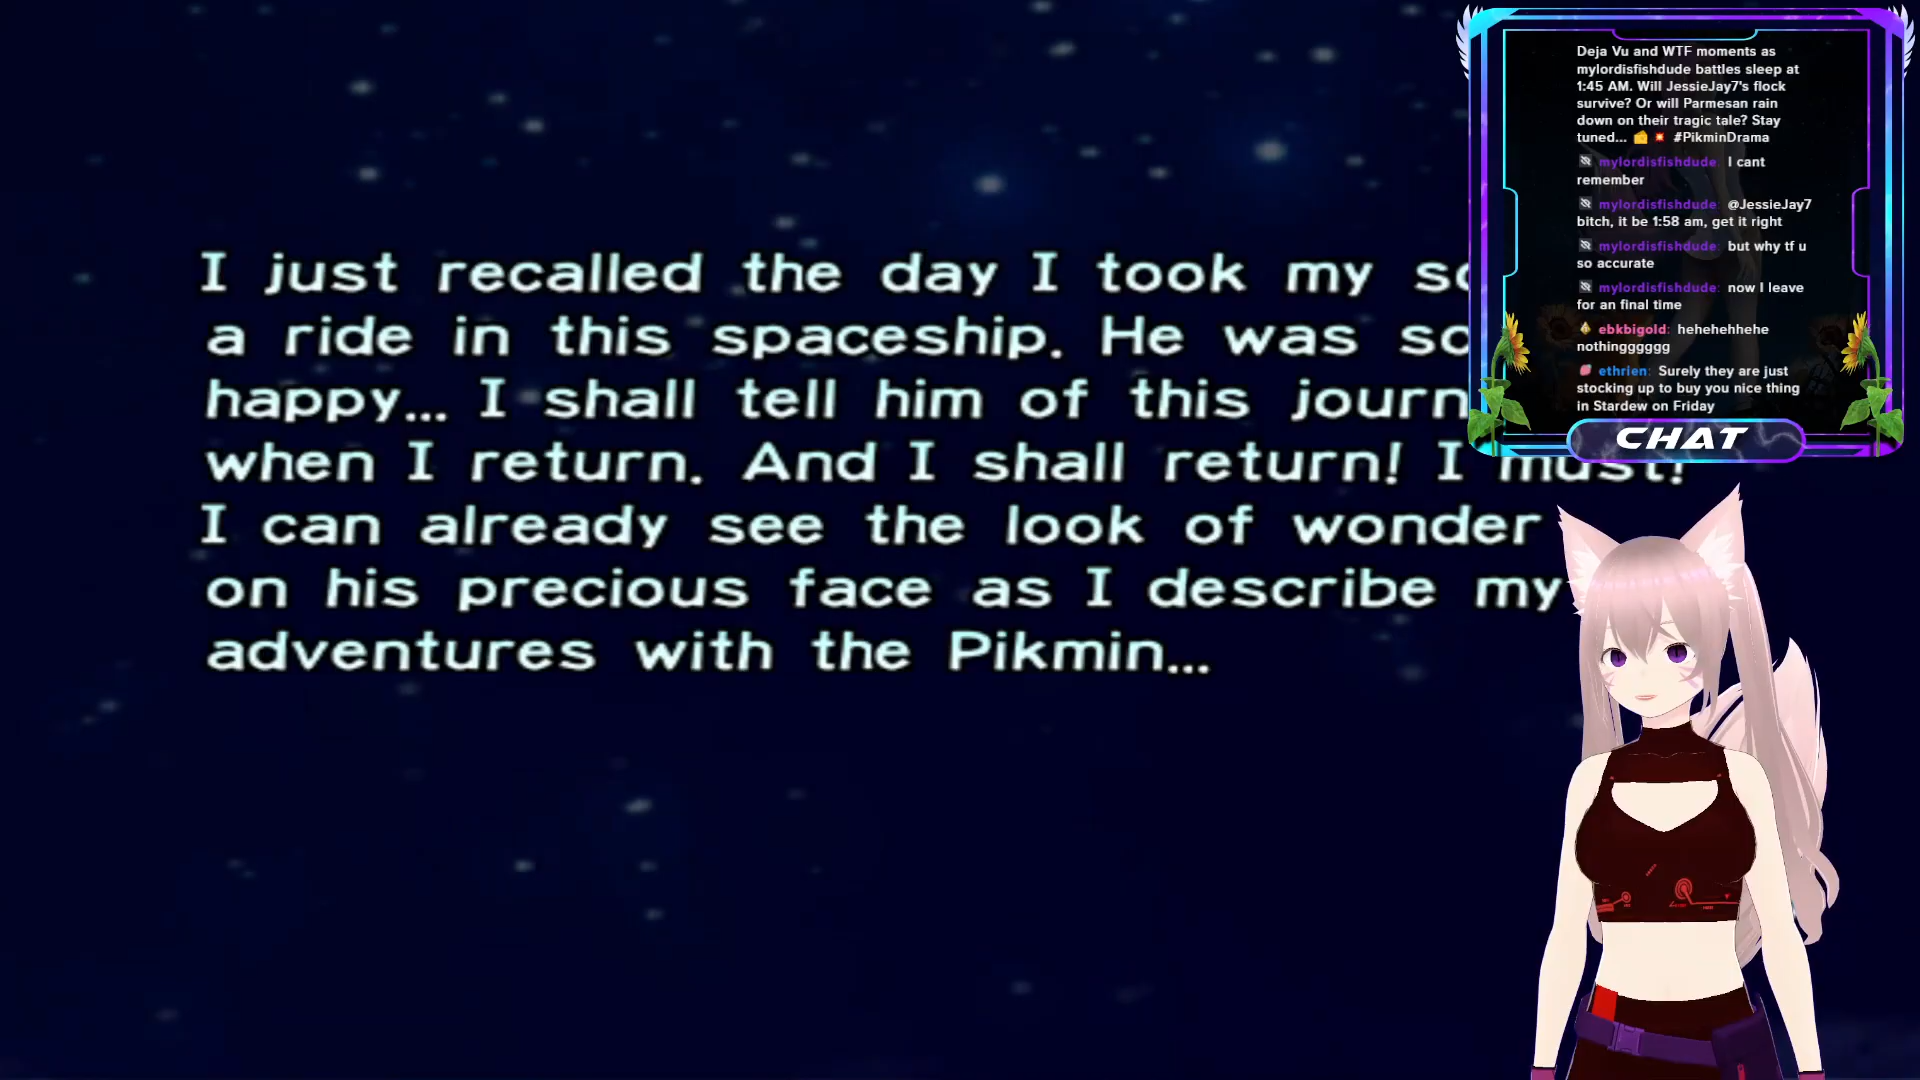 I just recalled the day I took my
a ride in this spaceship. He was
happy... I shall tell him of this
when I return. And I shall return! I must!
I can already see the look of wonder
on his precious face as I describe my
adventures with the Pikmin...
Deja Vu and WTF moments as
mylordisfishdude battles sleep at
1:45 AM. Will JessieJay7's flock
survive? Or will Parmesan rain
down on their tragic tale? Stay
tuned... 🧀 💥 #PikminDrama
mylordisfishdude: I cant
remember
mylordisfishdude: @JessieJay7
bitch, it be 1:58 am, get it right
mylordisfishdude: but why tf u
so accurate
mylordisfishdude: now I leave
for an final time
ebkbigold: hehehehhehe
nothingggggg
ethrien: Surely they are just
stocking up to buy you nice thing
in Stardew on Friday
CHAT